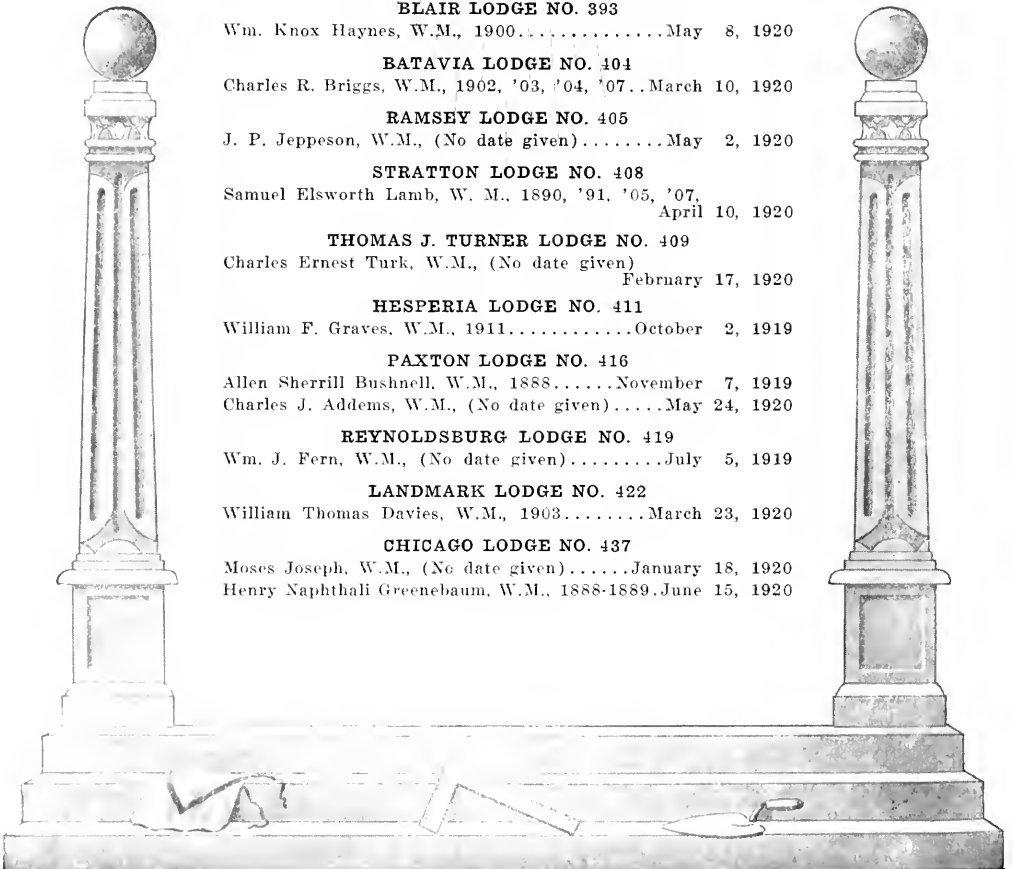 BLAIR LODGE NO. 393
Wm. Knox Haynes, W.M., 1900...............May 8, 1920
BATAVIA LODGE NO. 404
Charles R. Briggs, W.M., 1902, '03, '04, '07..March 10, 1920
RAMSEY LODGE NO. 405
J. P. Jeppeson, W.M., (No date given)........May 2, 1920
STRATTON LODGE NO. 408
Samuel Elsworth Lamb, W. M., 1890, '91, '05, '07,
April 10, 1920
THOMAS J. TURNER LODGE NO. 409
Charles Ernest Turk, W.M., (No date given)
February 17, 1920
HESPERIA LODGE NO. 411
William F. Graves, W.M., 1911............October 2, 1919
PAXTON LODGE NO. 416
Allen Sherrill Bushnell, W.M., 1888......November 7, 1919
Charles J. Addems, W.M., (No date given).....May 24, 1920
REYNOLDSBURG LODGE NO. 419
Wm. J. Fern, W.M., (No date given).........July 5, 1919
LANDMARK LODGE NO. 422
William Thomas Davies, W.M., 1903........March 23, 1920
CHICAGO LODGE NO. 437
Moses Joseph, W.M., (No date given)......January 18, 1920
Henry Naphthali Greenebaum, W.M., 1888-1889.June 15, 1920